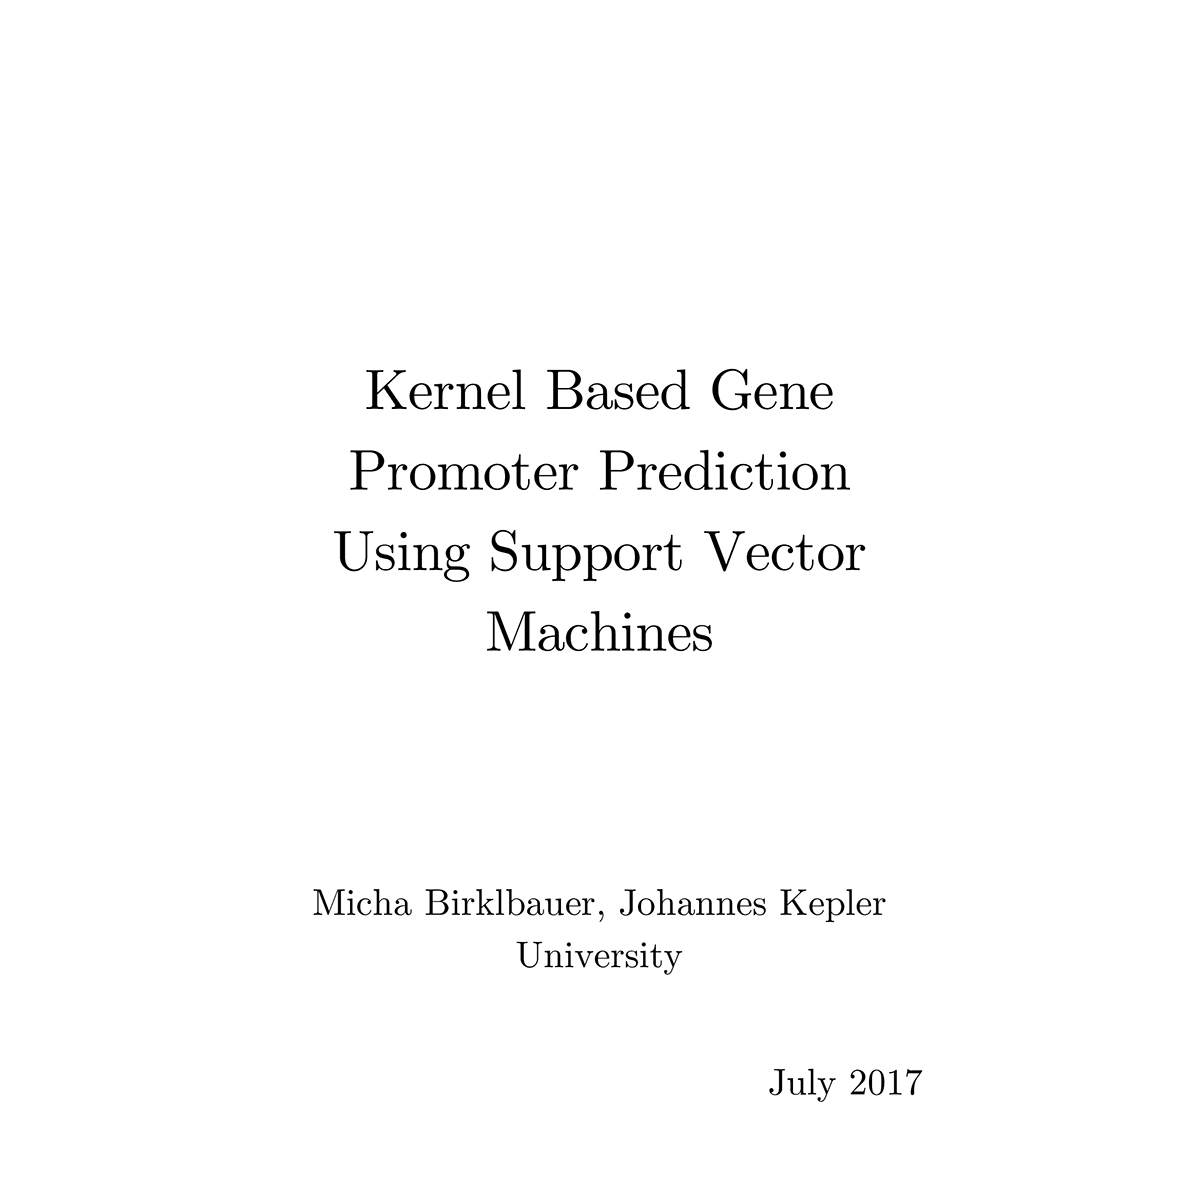 Kernel Based Gene
Promoter Prediction
Using Support Vector
Machines
Micha Birklbauer, Johannes Kepler
University
July 2017